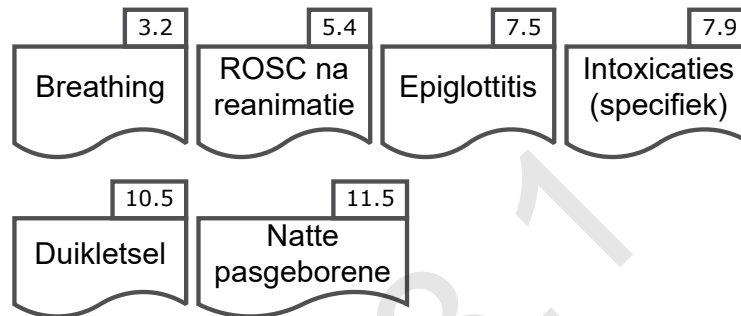 3.2
Breathing
5.4
ROSC na
reanimatie
7.5
Epiglottitis
7.9
Intoxicaties
(specifiek)
10.5
Duikletsel
11.5
Natte
pasgeborene